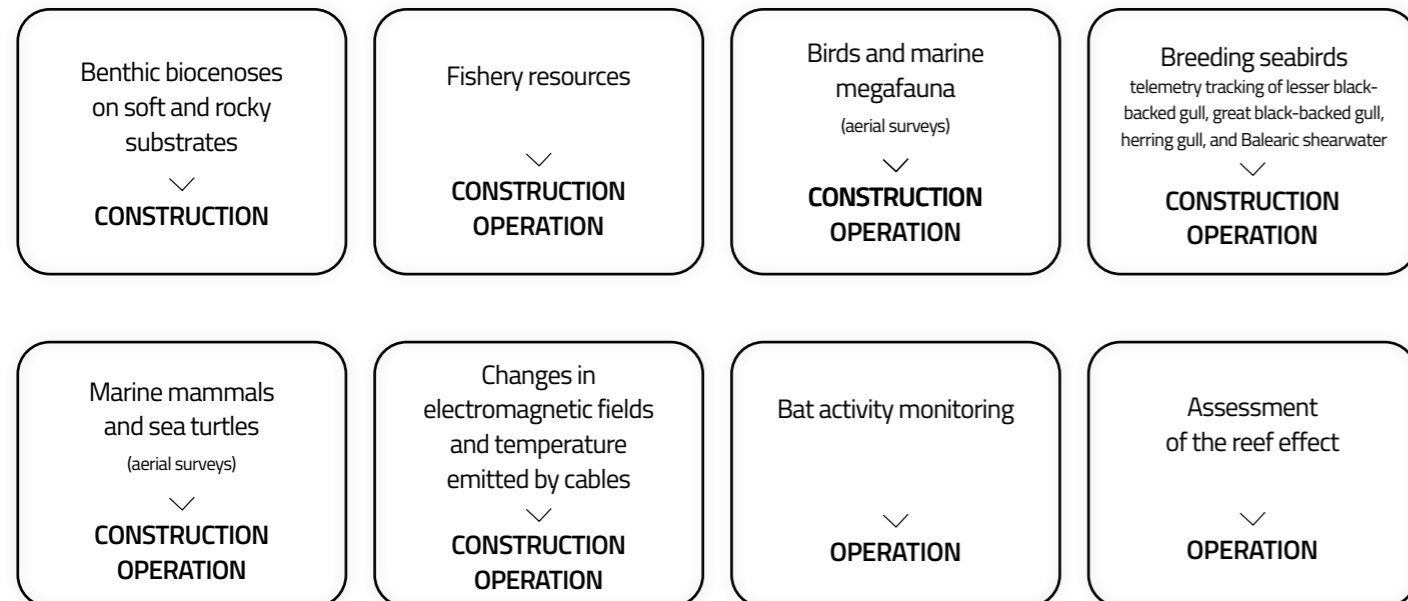 Benthic biocenoses
on soft and rocky
substrates
CONSTRUCTION
Fishery resources
CONSTRUCTION
OPERATION
Birds and marine
megafauna
(aerial surveys)
CONSTRUCTION
OPERATION
Breeding seabirds
telemetry tracking of lesser black-
backed gull, great black-backed gull,
herring gull, and Balearic shearwater
CONSTRUCTION
OPERATION
Marine mammals
and sea turtles
(aerial surveys)
CONSTRUCTION
OPERATION
Changes in
electromagnetic fields
and temperature
emitted by cables
CONSTRUCTION
OPERATION
Bat activity monitoring
OPERATION
Assessment
of the reef effect
OPERATION